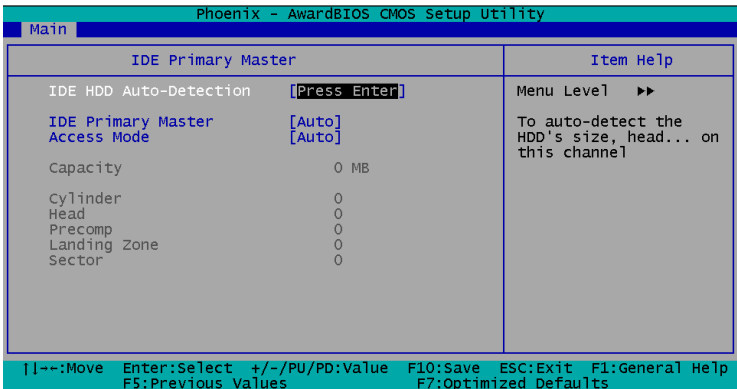 Phoenix - AwardBIOS CMOS Setup Utility
Main
IDE Primary Master
Item Help
IDE HDD Auto-Detection [Press Enter]
Menu Level ▶▶
IDE Primary Master [Auto]
To auto-detect the
Access Mode [Auto]
HDD's size, head... on
this channel
Capacity 0 MB
Cylinder 0
Head 0
Precomp 0
Landing Zone 0
Sector 0
↑↓→←:Move Enter:Select +/-/PU/PD:Value F10:Save ESC:Exit F1:General Help
F5:Previous Values F7:Optimized Defaults